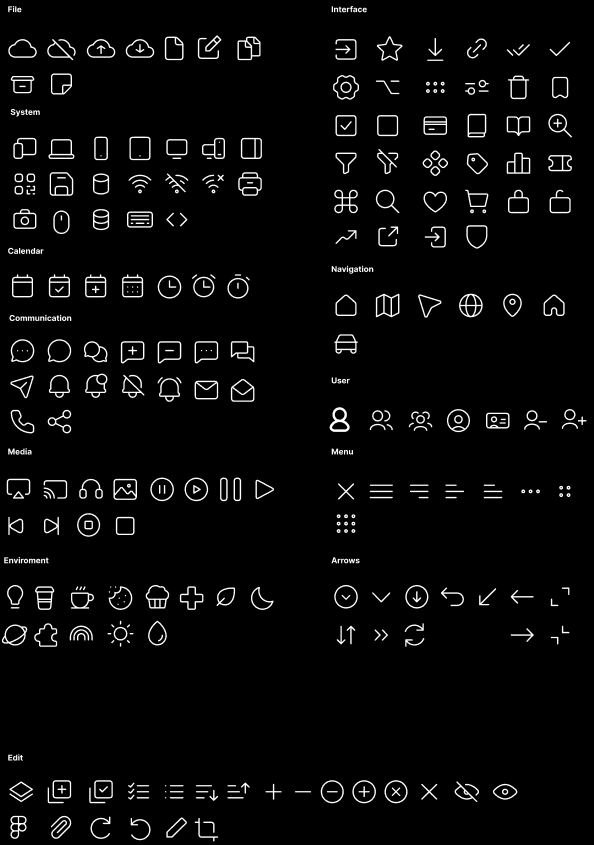 File
System
Calendar
Communication
Media
Enviroment
Interface
Navigation
User
Menu
Arrows
Edit